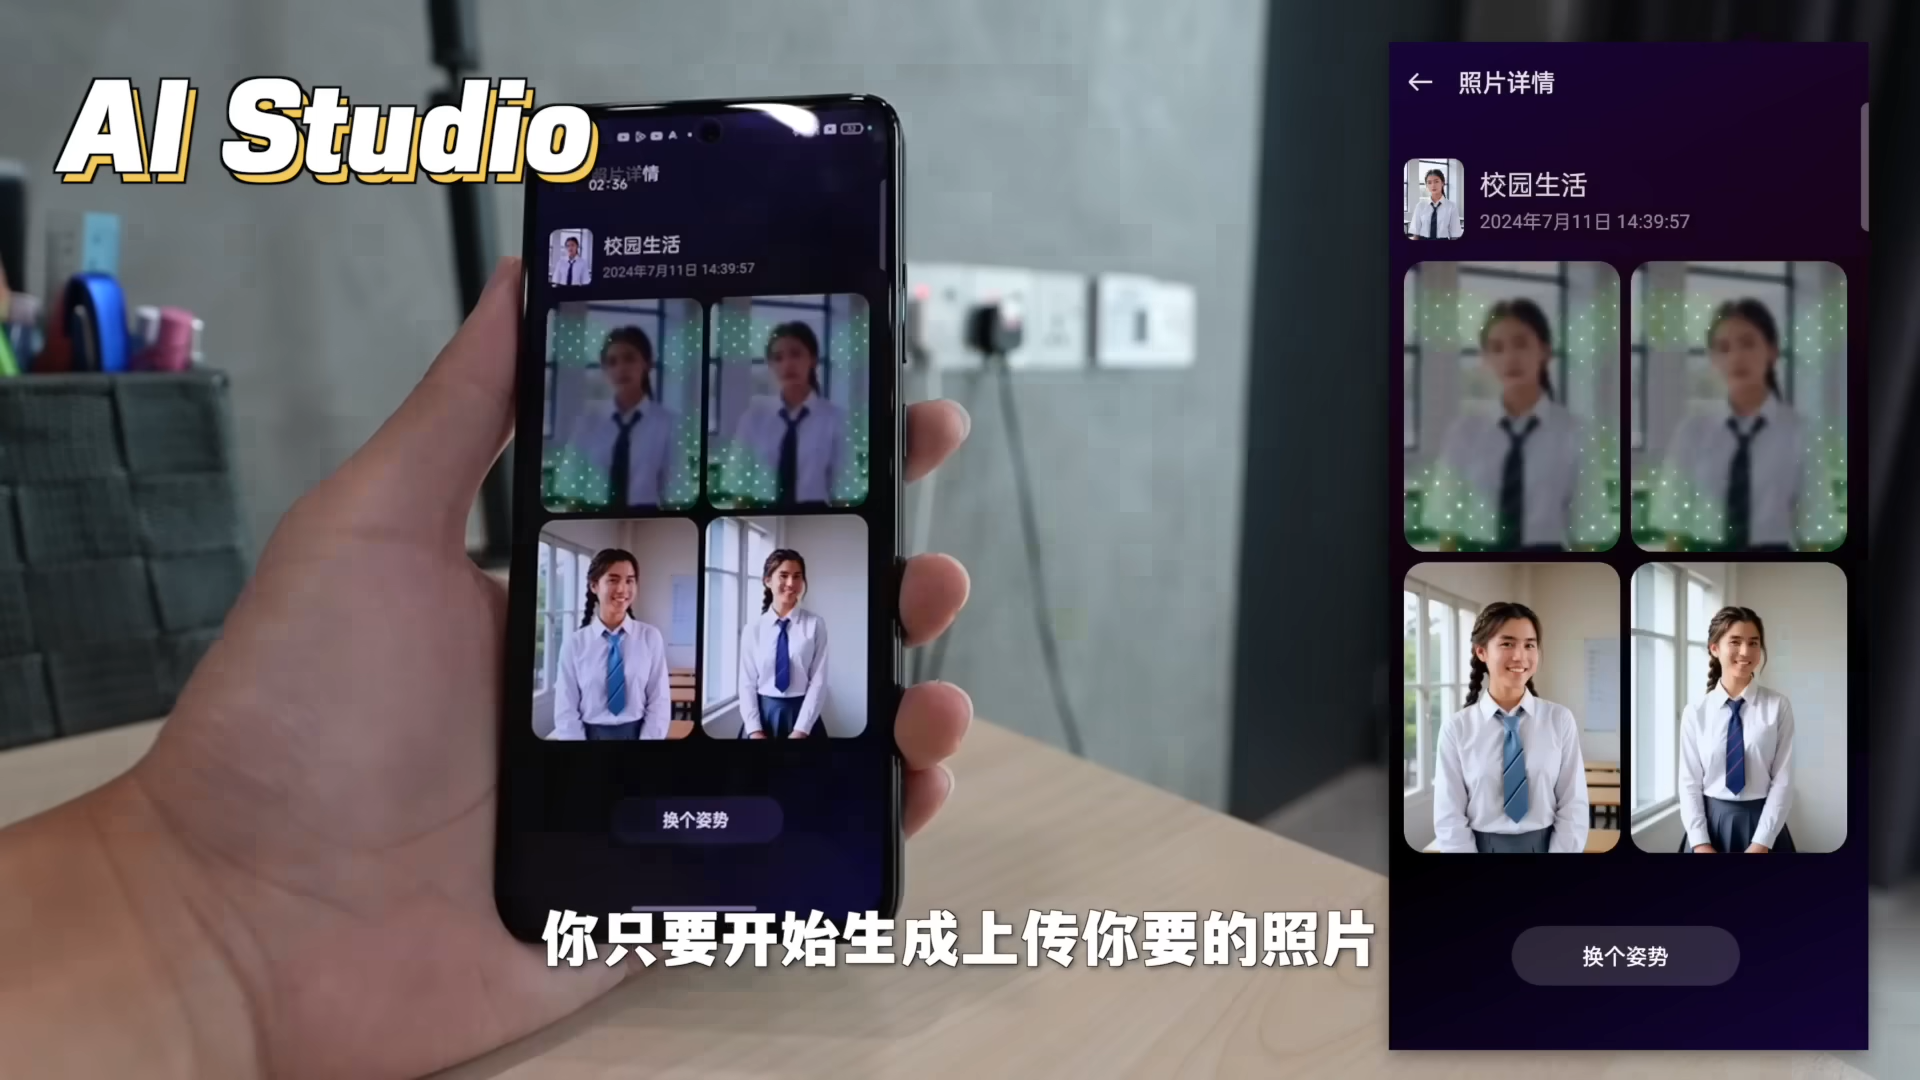 AI Studio
照片详情
02:36
校园生活
2024年7月11日 14:39:57
换个姿势
你只要开始生成上传你要的照片
照片详情
校园生活
2024年7月11日 14:39:57
换个姿势